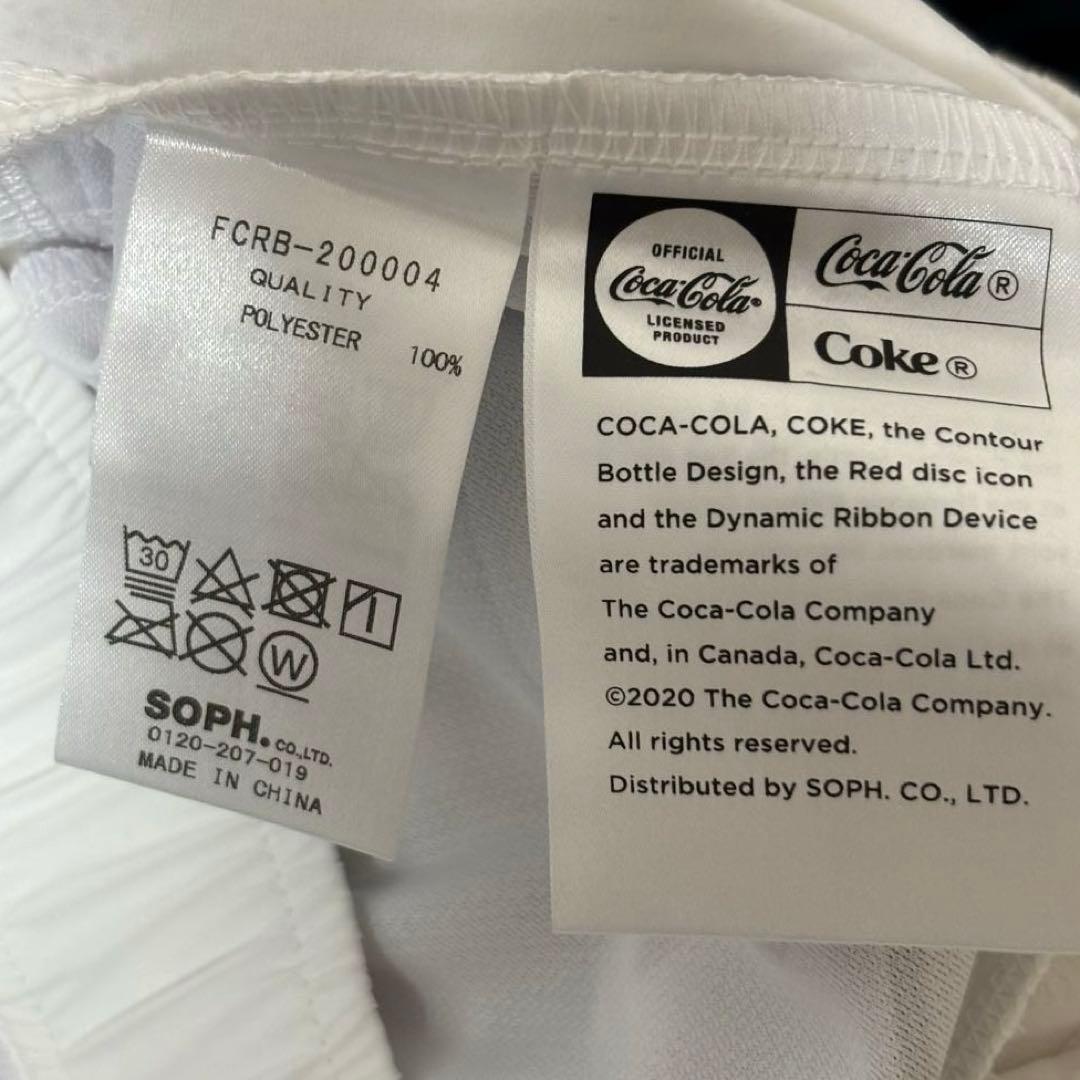 FCRB-200004
QUALITY
POLYESTER 100%
30
W
SOPH. CO.,LTD.
0120-207-019
MADE IN CHINA
OFFICIAL
Coca-Cola®
LICENSED
PRODUCT
Coca-Cola®
Coke®
COCA-COLA, COKE, the Contour
Bottle Design, the Red disc icon
and the Dynamic Ribbon Device
are trademarks of
The Coca-Cola Company
and, in Canada, Coca-Cola Ltd.
©2020 The Coca-Cola Company.
All rights reserved.
Distributed by SOPH. CO., LTD.